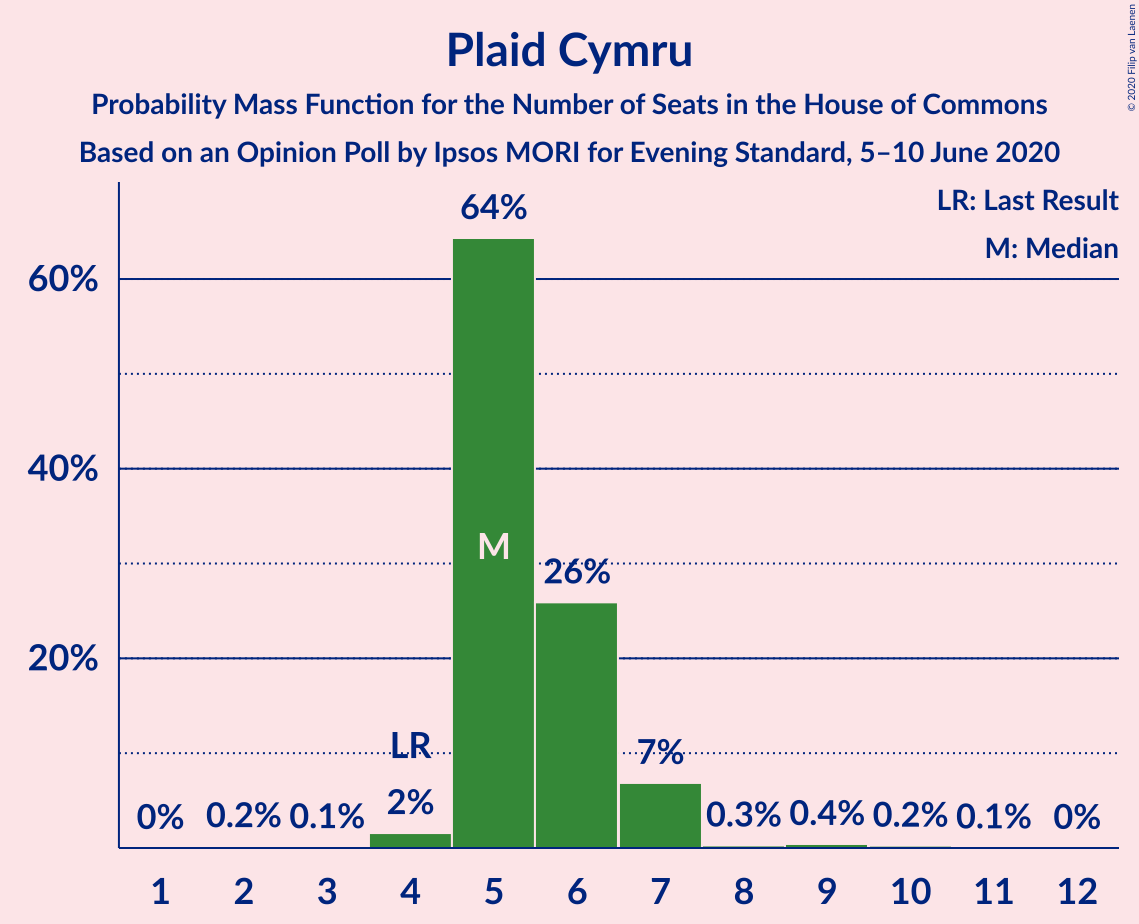 Plaid Cymru
Probability Mass Function for the Number of Seats in the House of Commons
Based on an Opinion Poll by Ipsos MORI for Evening Standard, 5–10 June 2020
© 2020 Filip van Laenen
LR: Last Result
M: Median
60%
40%
20%
0%
0.2%
0.1%
LR
2%
64%
M
26%
7%
0.3%
0.4%
0.2%
0.1%
0%
1 2 3 4 5 6 7 8 9 10 11 12